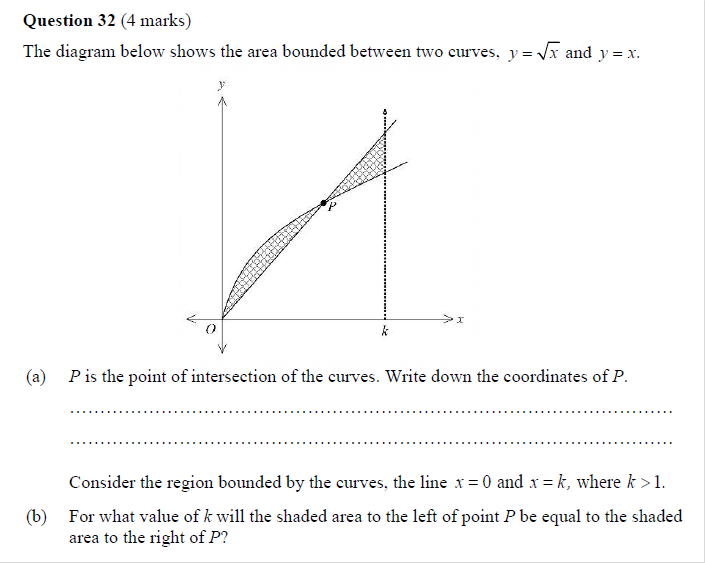 Question 32 (4 marks)
The diagram below shows the area bounded between two curves, y = √x and y = x.
y
P
O
k
x
(a) P is the point of intersection of the curves. Write down the coordinates of P.
Consider the region bounded by the curves, the line x = 0 and x = k, where k > 1.
(b) For what value of k will the shaded area to the left of point P be equal to the shaded
area to the right of P?